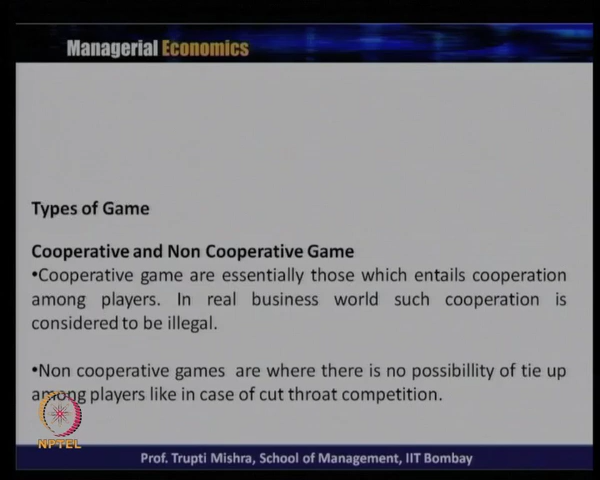 Managerial Economics
Types of Game
Cooperative and Non Cooperative Game
•Cooperative game are essentially those which entails cooperation
among players. In real business world such cooperation is
considered to be illegal.
•Non cooperative games are where there is no possibillity of tie up
among players like in case of cut throat competition.
NPTEL
Prof. Trupti Mishra, School of Management, IIT Bombay